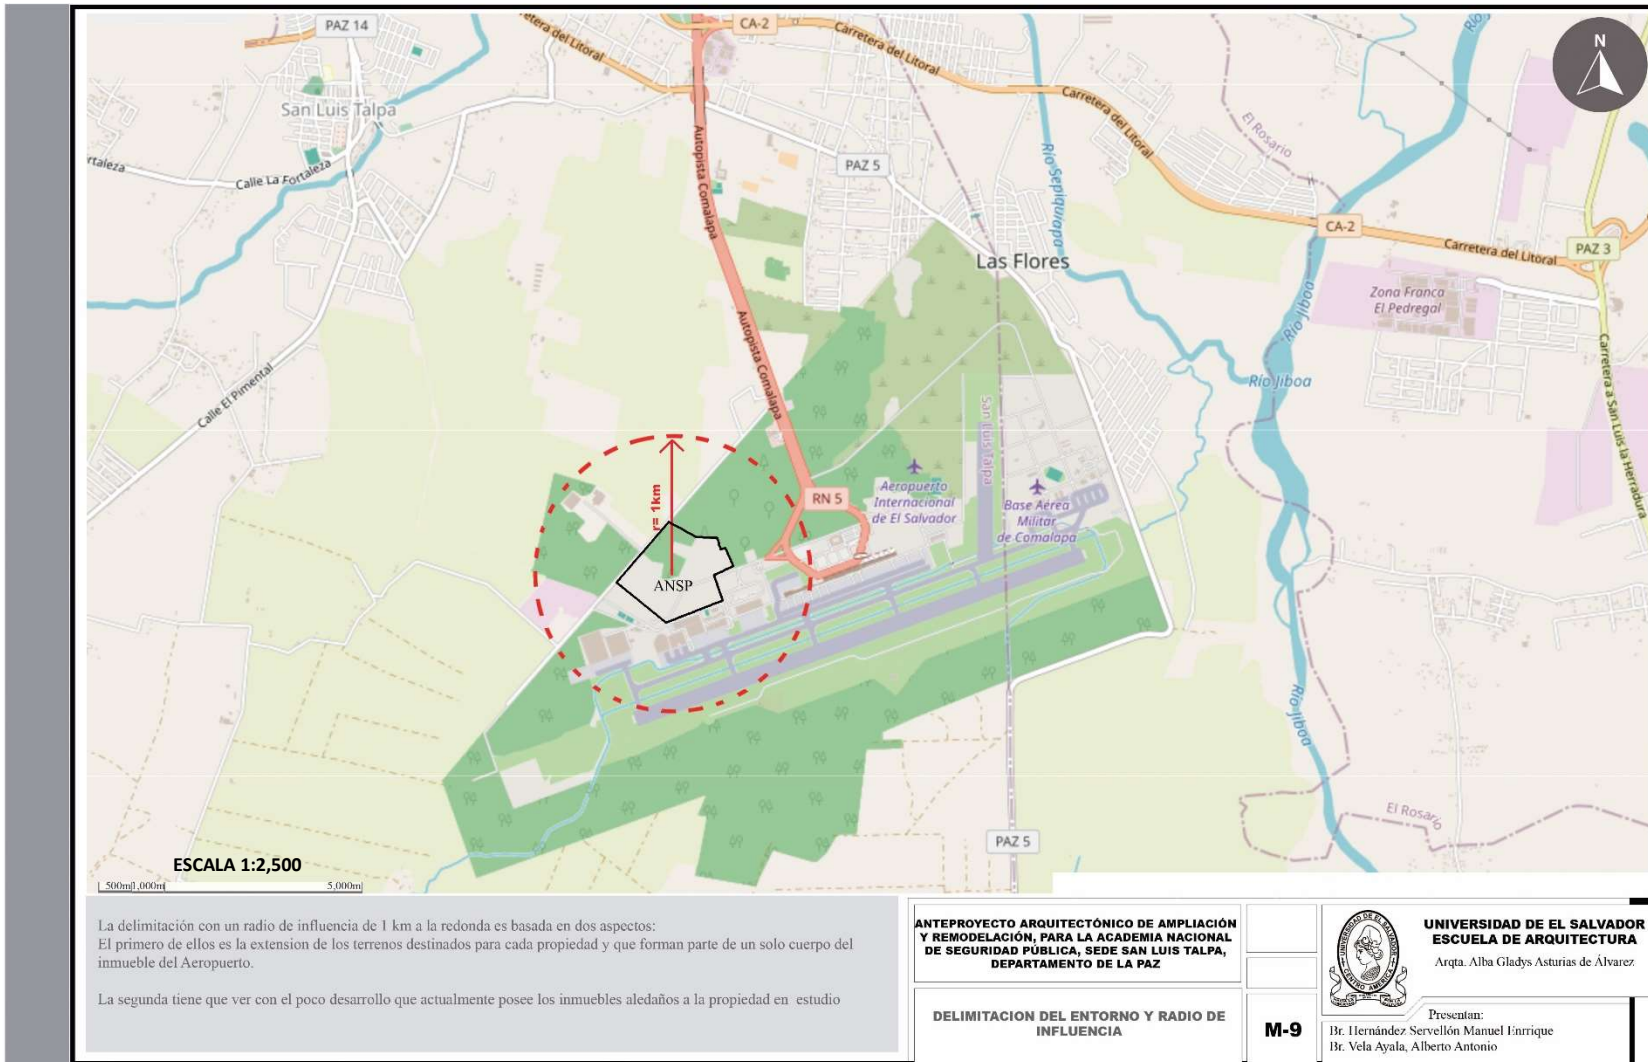 PAZ 14
CA-2
Carretera del Litoral
Carretera del Litoral
N
San Luis Talpa
Autopista Comalapa
Carretera del Litoral
El Rosario
Calle La Fortaleza
PAZ 5
Río Sepiquiapa
CA-2
PAZ 3
Las Flores
Carretera del Litoral
Río Jiboa
Zona Franca
El Pedregal
Autopista Comalapa
Calle El Pimental
Río Jiboa
Carretera a San Luis la Herradura
San Luis Talpa
r= 1km
RN 5
Aeropuerto
Internacional
de El Salvador
Base Aérea
Militar
de Comalapa
ANSP
Río Jiboa
El Rosario
PAZ 5
ESCALA 1:2,500
500m 1,000m 5,000m
La delimitación con un radio de influencia de 1 km a la redonda es basada en dos aspectos:
El primero de ellos es la extension de los terrenos destinados para cada propiedad y que forman parte de un solo cuerpo del
inmueble del Aeropuerto.
La segunda tiene que ver con el poco desarrollo que actualmente posee los inmuebles aledaños a la propiedad en estudio
ANTEPROYECTO ARQUITECTÓNICO DE AMPLIACIÓN
Y REMODELACIÓN, PARA LA ACADEMIA NACIONAL
DE SEGURIDAD PÚBLICA, SEDE SAN LUIS TALPA,
DEPARTAMENTO DE LA PAZ
DELIMITACION DEL ENTORNO Y RADIO DE
INFLUENCIA
M-9
UNIVERSIDAD DE EL SALVADOR
ESCUELA DE ARQUITECTURA
Arqta. Alba Gladys Asturias de Álvarez
Presentan:
Br. Hernández Servellón Manuel Enrrique
Br. Vela Ayala, Alberto Antonio